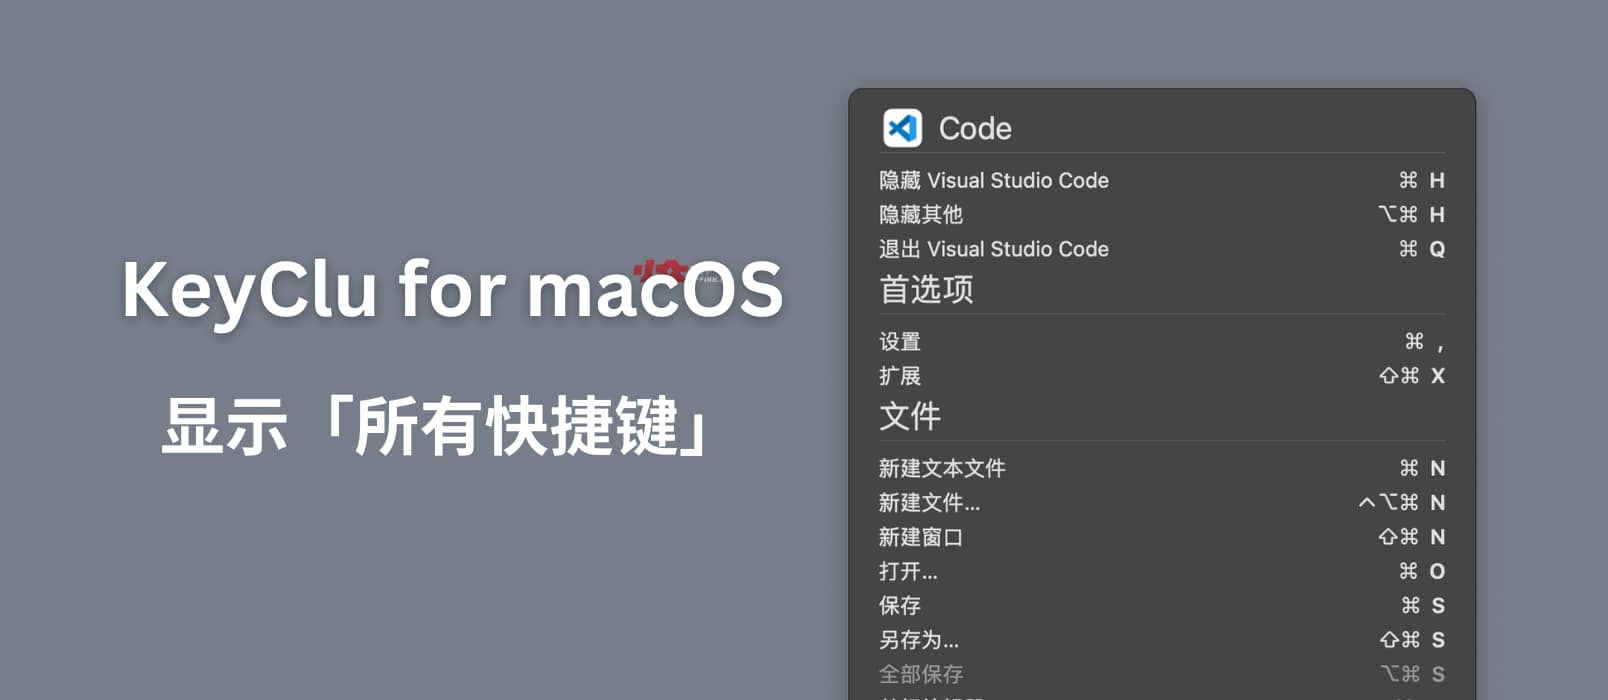 KeyClu for macOS
显示「所有快捷键」
Code
隐藏 Visual Studio Code ⌘ H
隐藏其他 ⌥⌘ H
退出 Visual Studio Code ⌘ Q
首选项
设置 ⌘ ,
扩展 ⇧⌘ X
文件
新建文本文件 ⌘ N
新建文件... ^⌥⌘ N
新建窗口 ⇧⌘ N
打开... ⌘ O
保存 ⌘ S
另存为... ⇧⌘ S
全部保存 ⌥⌘ S